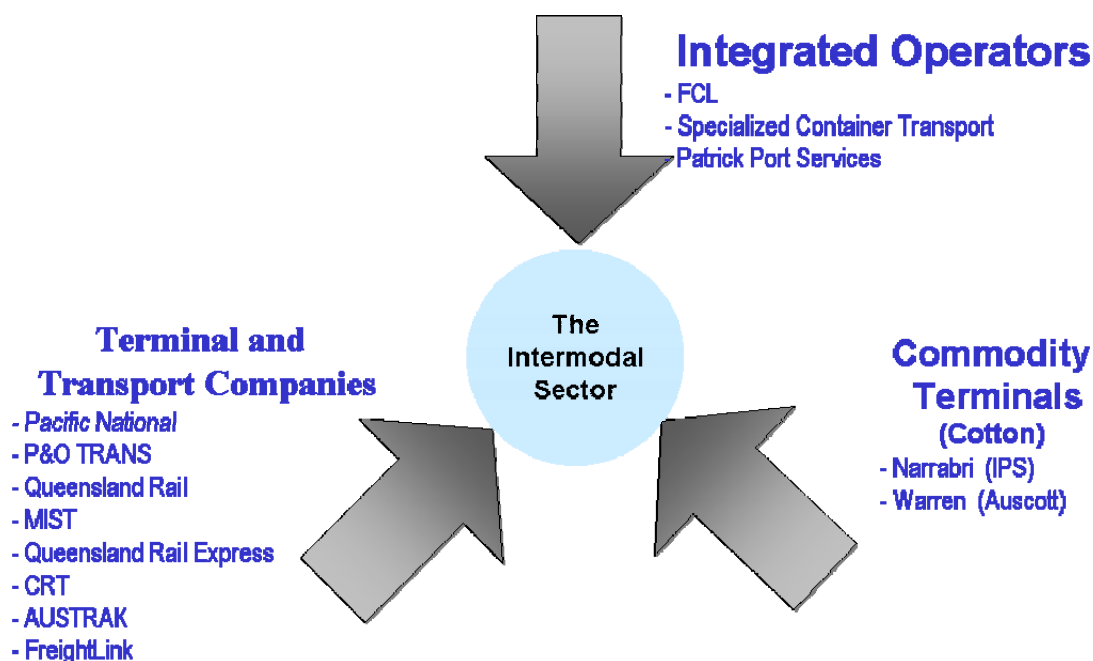 Integrated Operators
- FCL
- Specialized Container Transport
- Patrick Port Services
The
Intermodal
Sector
Terminal and
Transport Companies
- Pacific National
- P&O TRANS
- Queensland Rail
- MIST
- Queensland Rail Express
- CRT
- AUSTRAK
- FreightLink
Commodity
Terminals
(Cotton)
- Narrabri (IPS)
- Warren (Auscott)